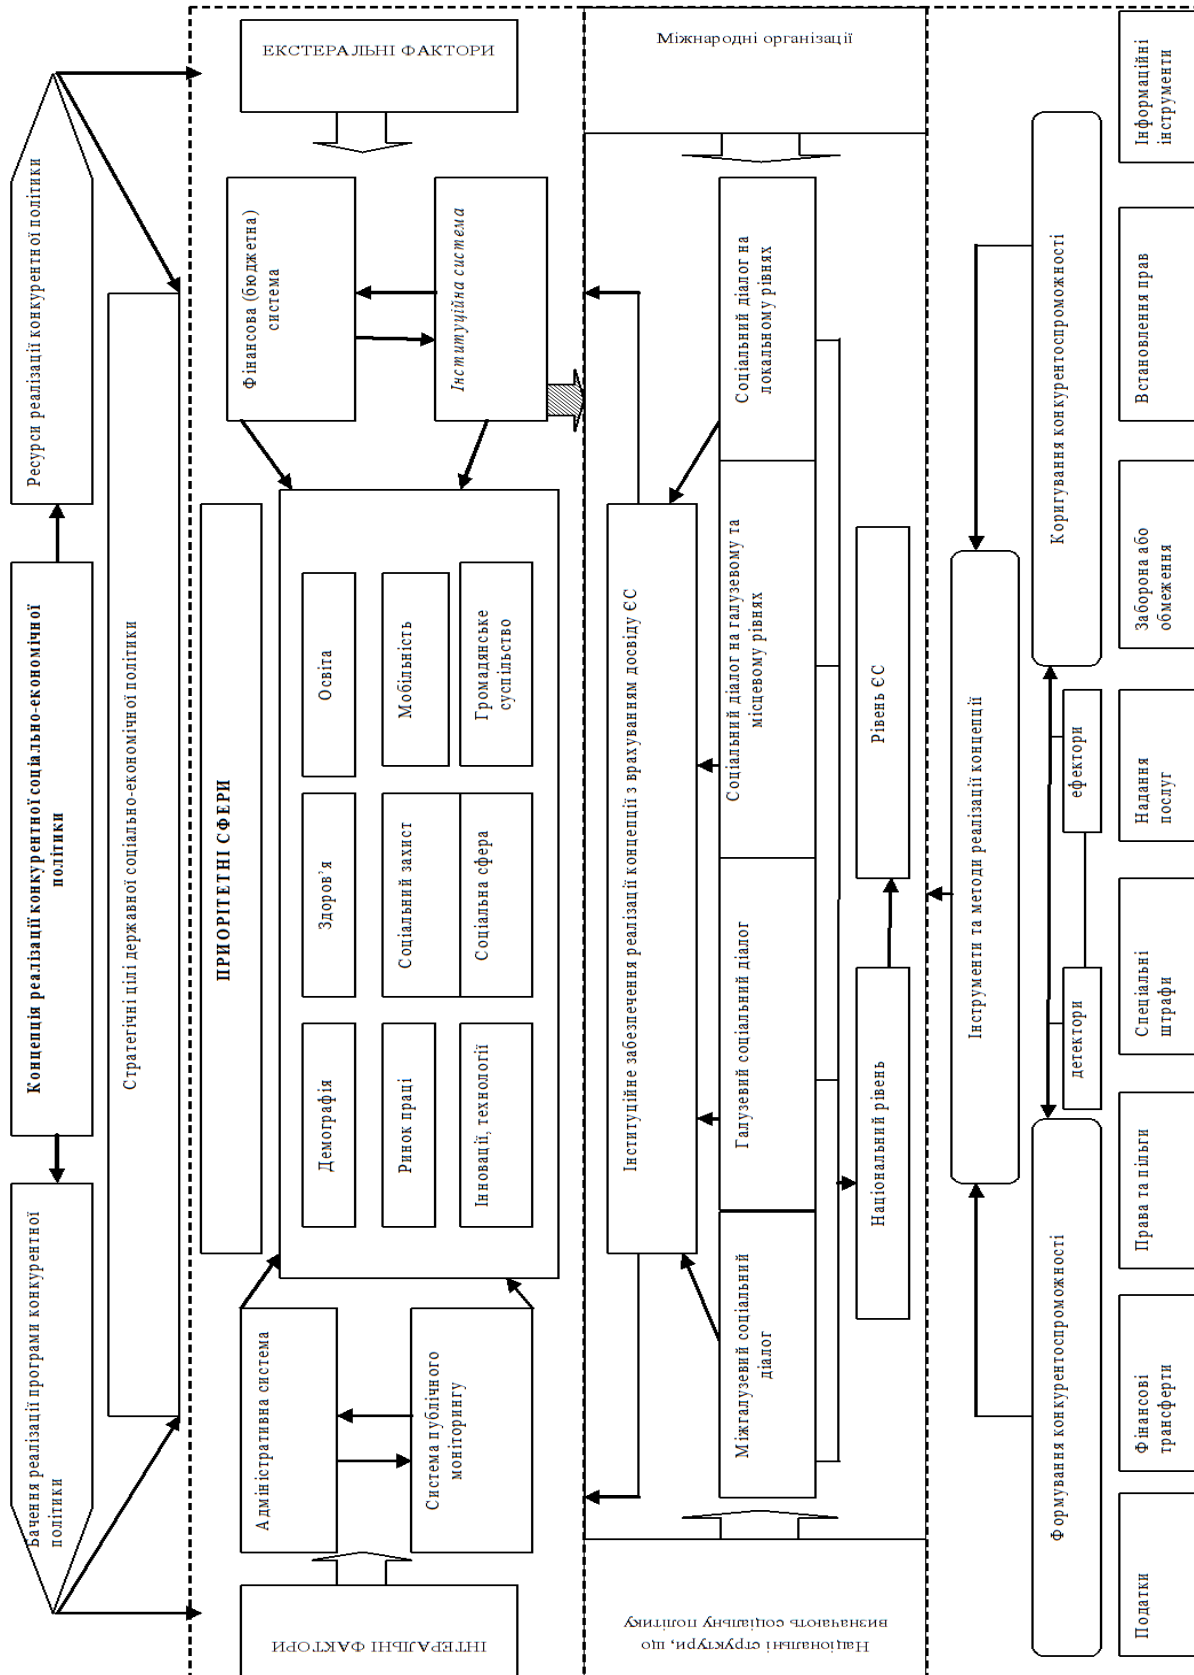 Концепція реалізації конкурентної соціально-економічної
політики
Бачення реалізації програми конкурентної
політики
Ресурси реалізації конкурентної політики
Стратегічні цілі державної соціально-економічної політики
ІНТЕРАЛЬНІ ФАКТОРИ
ЕКСТЕРАЛЬНІ ФАКТОРИ
Адміністративна система
Система публічного
моніторингу
ПРИОРІТЕТНІ СФЕРИ
Демографія
Здоров’я
Освіта
Ринок праці
Соціальний захист
Мобільність
Інновації, технології
Соціальна сфера
Громадянське
суспільство
Фінансова (бюджетна)
система
Інституційна система
Національні структури, що
визначають соціальну політику
Міжнародні організації
Інституційне забезпечення реалізації концепції з врахуванням досвіду ЄС
Міжгалузевий соціальний
діалог
Галузевий соціальний діалог
Соціальний діалог на галузевому та
місцевому рівнях
Соціальний діалог на
локальному рівнях
Національний рівень
Рівень ЄС
Інструменти та методи реалізації концепції
Формування конкурентоспроможності
детектори
ефектори
Коригування конкурентоспроможності
Податки
Фінансові
трансферти
Права та пільги
Спеціальні
штрафи
Надання
послуг
Заборона або
обмеження
Встановлення прав
Інформаційні
інструменти